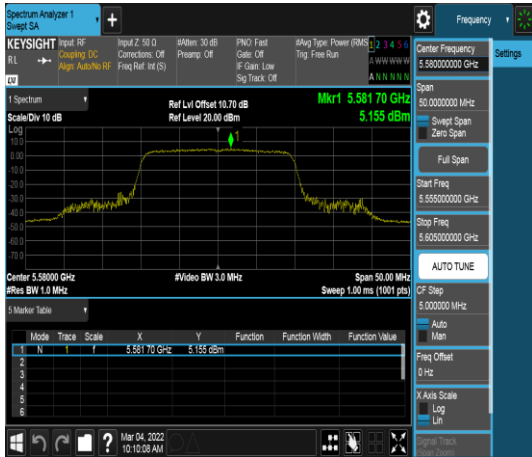 Spectrum Analyzer 1
Swept SA
Frequency
KEYSIGHT
RL
Input: RF
Coupling: DC
Align: Auto/No RF
Input Z: 50 Ω
Corrections: Off
Freq Ref: Int (S)
#Atten: 30 dB
Preamp: Off
PNO: Fast
Gate: Off
IF Gain: Low
Sig Track: Off
#Avg Type: Power (RMS
Trig: Free Run
1 2 3 4 5 6
A W W W W W
A N N N N N
LXI
1 Spectrum
Scale/Div 10 dB
Ref Lvl Offset 10.70 dB
Ref Level 20.00 dBm
Mkr1 5.581 70 GHz
5.155 dBm
Log
10.0
0.00
-10.0
-20.0
-30.0
-40.0
-50.0
-60.0
-70.0
1
Center 5.58000 GHz
#Res BW 1.0 MHz
#Video BW 3.0 MHz
Span 50.00 MHz
Sweep 1.00 ms (1001 pts)
5 Marker Table
Mode Trace Scale X Y Function Function Width Function Value
1 N 1 f 5.581 70 GHz 5.155 dBm
2
3
4
5
6
Mar 04, 2022
10:10:08 AM
Center Frequency
5.580000000 GHz
Settings
Span
50.0000000 MHz
Swept Span
Zero Span
Full Span
Start Freq
5.555000000 GHz
Stop Freq
5.605000000 GHz
AUTO TUNE
CF Step
5.000000 MHz
Auto
Man
Freq Offset
0 Hz
X Axis Scale
Log
Lin
Signal Track
(Span Zoom)